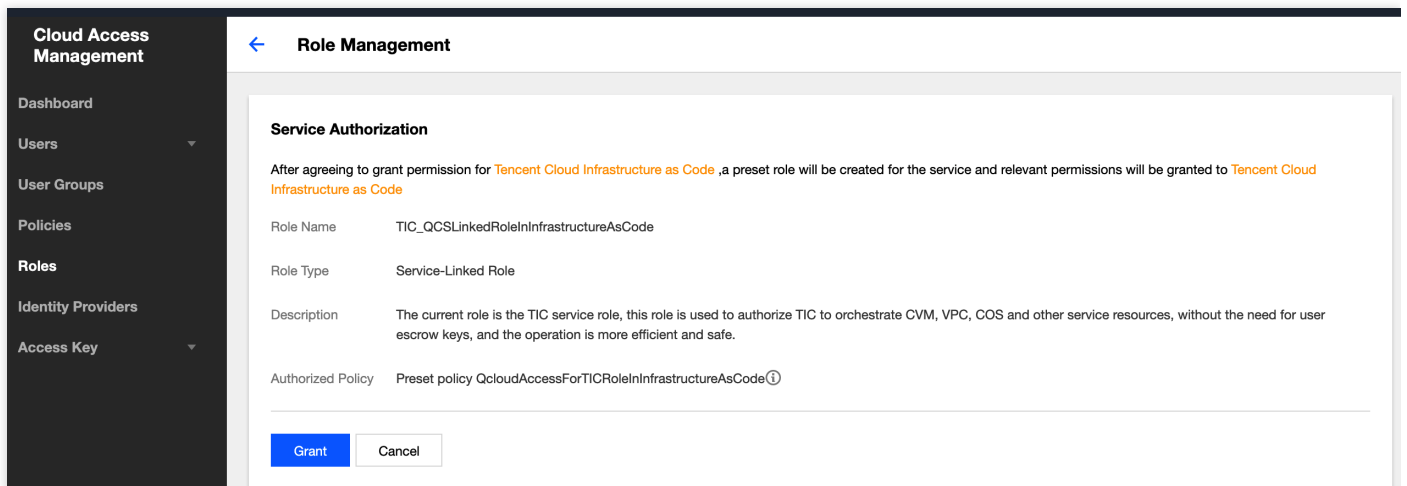 Cloud Access
Management
Dashboard
Users
User Groups
Policies
Roles
Identity Providers
Access Key
Role Management
Service Authorization
After agreeing to grant permission for Tencent Cloud Infrastructure as Code ,a preset role will be created for the service and relevant permissions will be granted to Tencent Cloud
Infrastructure as Code
Role Name TIC_QCSLinkedRoleInInfrastructureAsCode
Role Type Service-Linked Role
Description The current role is the TIC service role, this role is used to authorize TIC to orchestrate CVM, VPC, COS and other service resources, without the need for user
escrow keys, and the operation is more efficient and safe.
Authorized Policy Preset policy QcloudAccessForTICRoleInInfrastructureAsCode
Grant Cancel